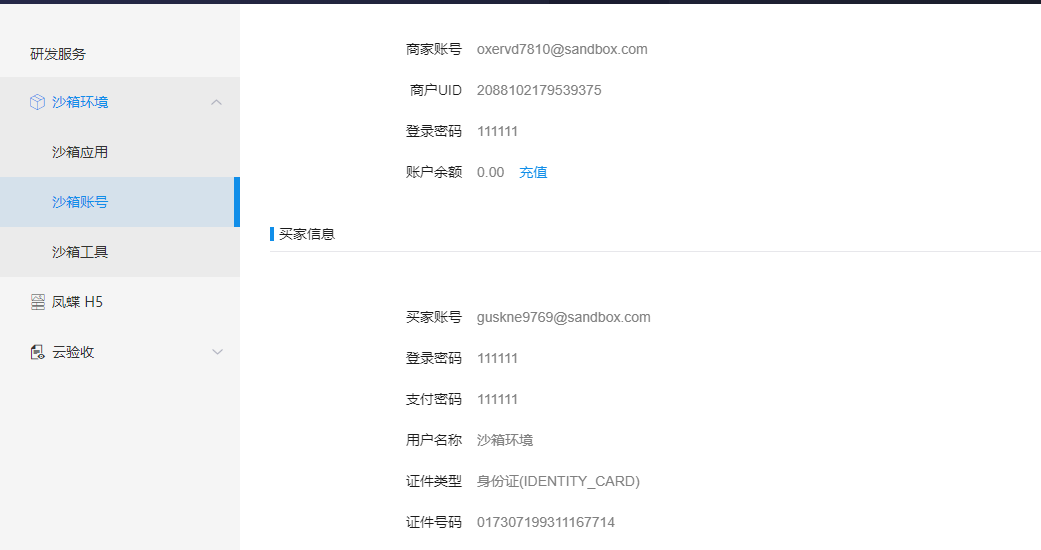 研发服务
沙箱环境
沙箱应用
沙箱账号
沙箱工具
凤蝶 H5
云验收
商家账号 oxervd7810@sandbox.com
商户UID 2088102179539375
登录密码 111111
账户余额 0.00 充值
买家信息
买家账号 guskne9769@sandbox.com
登录密码 111111
支付密码 111111
用户名称 沙箱环境
证件类型 身份证(IDENTITY_CARD)
证件号码 017307199311167714